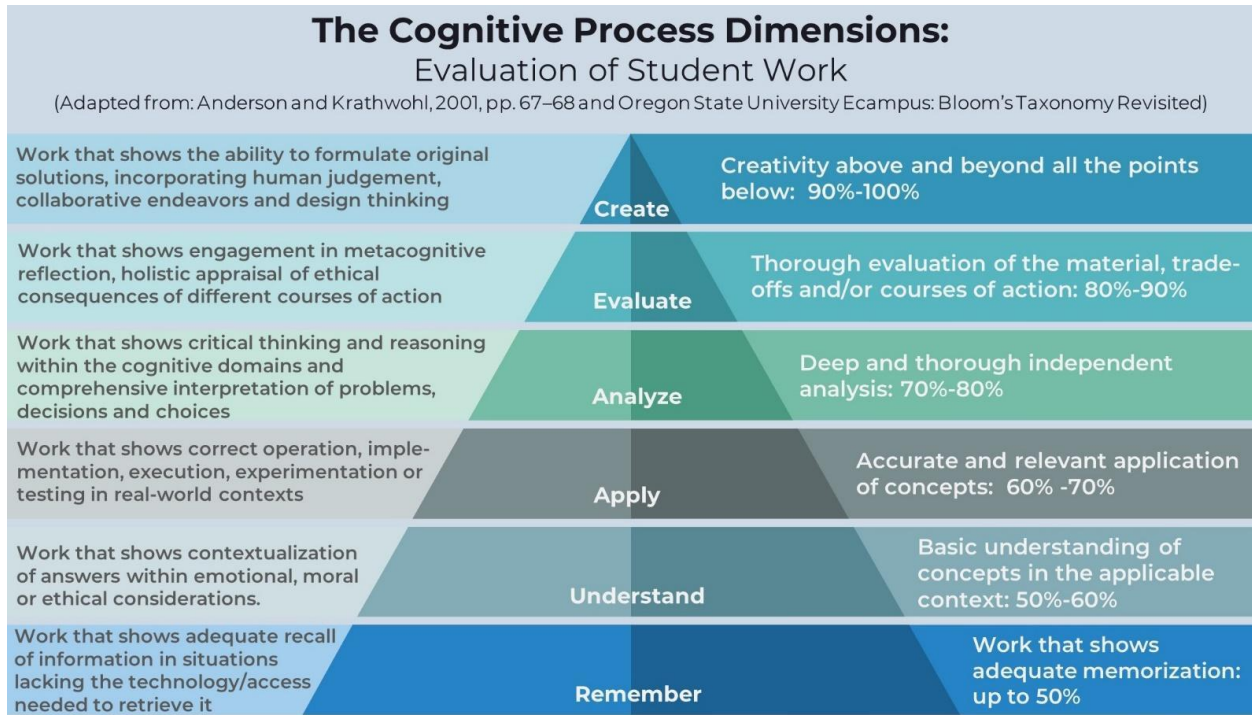 The Cognitive Process Dimensions:
Evaluation of Student Work
(Adapted from: Anderson and Krathwohl, 2001, pp. 67–68 and Oregon State University Ecampus: Bloom's Taxonomy Revisited)
Work that shows the ability to formulate original
solutions, incorporating human judgement,
collaborative endeavors and design thinking
Create
Creativity above and beyond all the points
below: 90%-100%
Work that shows engagement in metacognitive
reflection, holistic appraisal of ethical
consequences of different courses of action
Evaluate
Thorough evaluation of the material, trade-
offs and/or courses of action: 80%-90%
Work that shows critical thinking and reasoning
within the cognitive domains and
comprehensive interpretation of problems,
decisions and choices
Analyze
Deep and thorough independent
analysis: 70%-80%
Work that shows correct operation, imple-
mentation, execution, experimentation or
testing in real-world contexts
Apply
Accurate and relevant application
of concepts: 60% -70%
Work that shows contextualization
of answers within emotional, moral
or ethical considerations.
Understand
Basic understanding of
concepts in the applicable
context: 50%-60%
Work that shows adequate recall
of information in situations
lacking the technology/access
needed to retrieve it
Remember
Work that shows
adequate memorization:
up to 50%